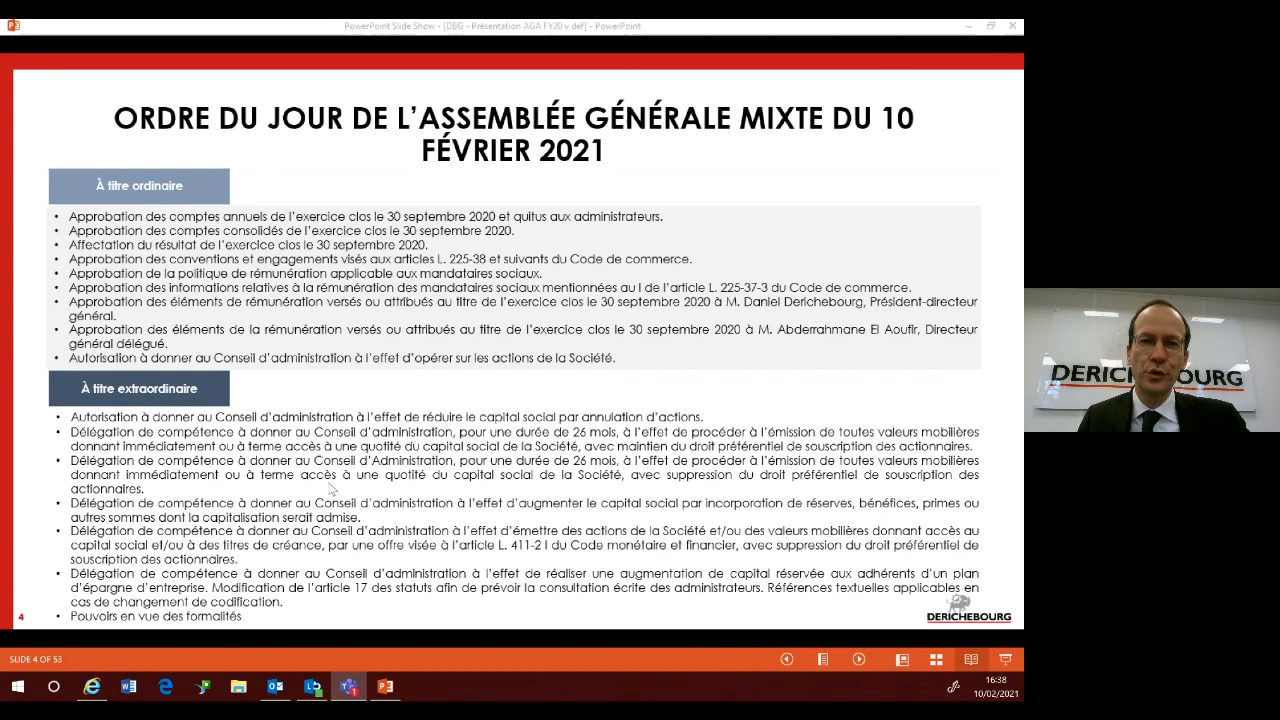 PowerPoint Slide Show - [DBG - Présentation AGA FY20 v def] - PowerPoint
ORDRE DU JOUR DE L'ASSEMBLÉE GÉNÉRALE MIXTE DU 10
FÉVRIER 2021
À titre ordinaire
• Approbation des comptes annuels de l'exercice clos le 30 septembre 2020 et quitus aux administrateurs.
• Approbation des comptes consolidés de l'exercice clos le 30 septembre 2020.
• Affectation du résultat de l'exercice clos le 30 septembre 2020.
• Approbation des conventions et engagements visés aux articles L. 225-38 et suivants du Code de commerce.
• Approbation de la politique de rémunération applicable aux mandataires sociaux.
• Approbation des informations relatives à la rémunération des mandataires sociaux mentionnées au I de l'article L. 225-37-3 du Code de commerce.
• Approbation des éléments de rémunération versés ou attribués au titre de l'exercice clos le 30 septembre 2020 à M. Daniel Derichebourg, Président-directeur
général.
• Approbation des éléments de la rémunération versés ou attribués au titre de l'exercice clos le 30 septembre 2020 à M. Abderrahmane El Aoufir, Directeur
général délégué.
• Autorisation à donner au Conseil d'administration à l'effet d'opérer sur les actions de la Société.
À titre extraordinaire
• Autorisation à donner au Conseil d'administration à l'effet de réduire le capital social par annulation d'actions.
• Délégation de compétence à donner au Conseil d'administration, pour une durée de 26 mois, à l'effet de procéder à l'émission de toutes valeurs mobilières
donnant immédiatement ou à terme accès à une quotité du capital social de la Société, avec maintien du droit préférentiel de souscription des actionnaires.
• Délégation de compétence à donner au Conseil d'Administration, pour une durée de 26 mois, à l'effet de procéder à l'émission de toutes valeurs mobilières
donnant immédiatement ou à terme accès à une quotité du capital social de la Société, avec suppression du droit préférentiel de souscription des
actionnaires.
• Délégation de compétence à donner au Conseil d'administration à l'effet d'augmenter le capital social par incorporation de réserves, bénéfices, primes ou
autres sommes dont la capitalisation serait admise.
• Délégation de compétence à donner au Conseil d'administration à l'effet d'émettre des actions de la Société et/ou des valeurs mobilières donnant accès au
capital social et/ou à des titres de créance, par une offre visée à l'article L. 411-2 I du Code monétaire et financier, avec suppression du droit préférentiel de
souscription des actionnaires.
• Délégation de compétence à donner au Conseil d'administration à l'effet de réaliser une augmentation de capital réservée aux adhérents d'un plan
d'épargne d'entreprise. Modification de l'article 17 des statuts afin de prévoir la consultation écrite des administrateurs. Références textuelles applicables en
cas de changement de codification.
• Pouvoirs en vue des formalités
4
DERICHEBOURG
DERICHEBOURG
SLIDE 4 OF 53
16:38
10/02/2021